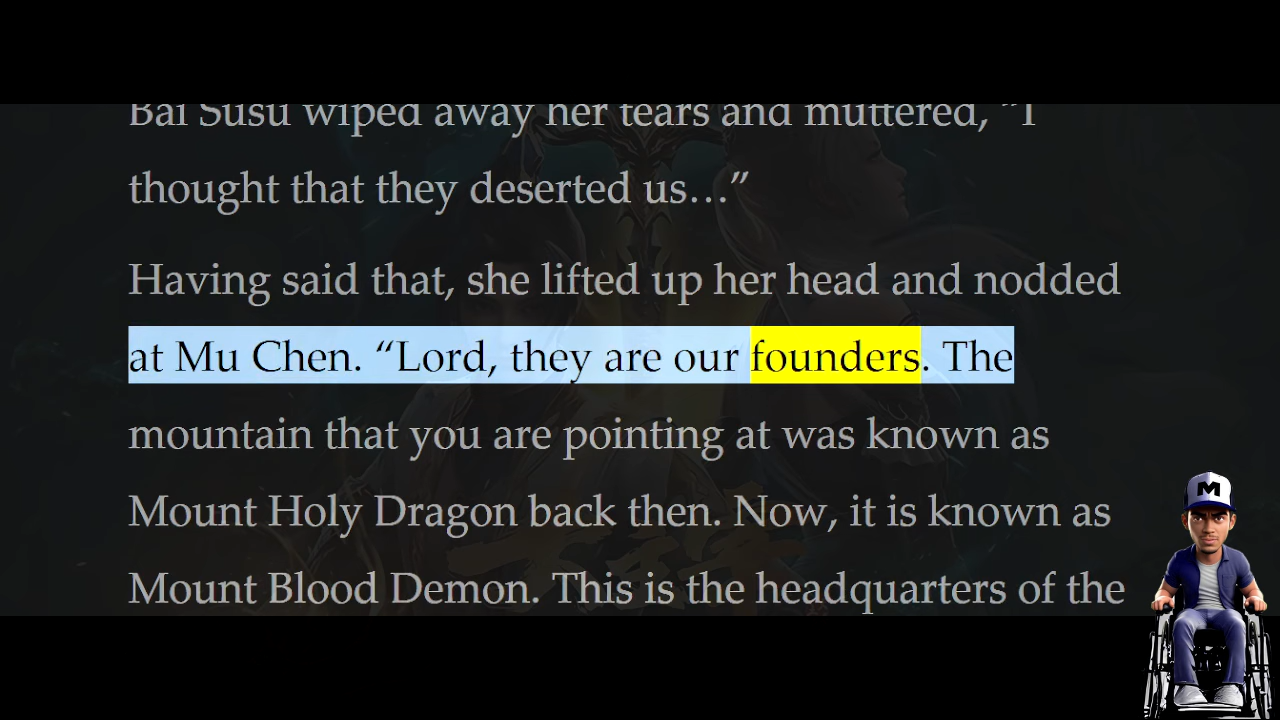 Bai Susu wiped away her tears and muttered, “I
thought that they deserted us…”
Having said that, she lifted up her head and nodded
at Mu Chen. “Lord, they are our founders. The
mountain that you are pointing at was known as
Mount Holy Dragon back then. Now, it is known as
Mount Blood Demon. This is the headquarters of the
M
M